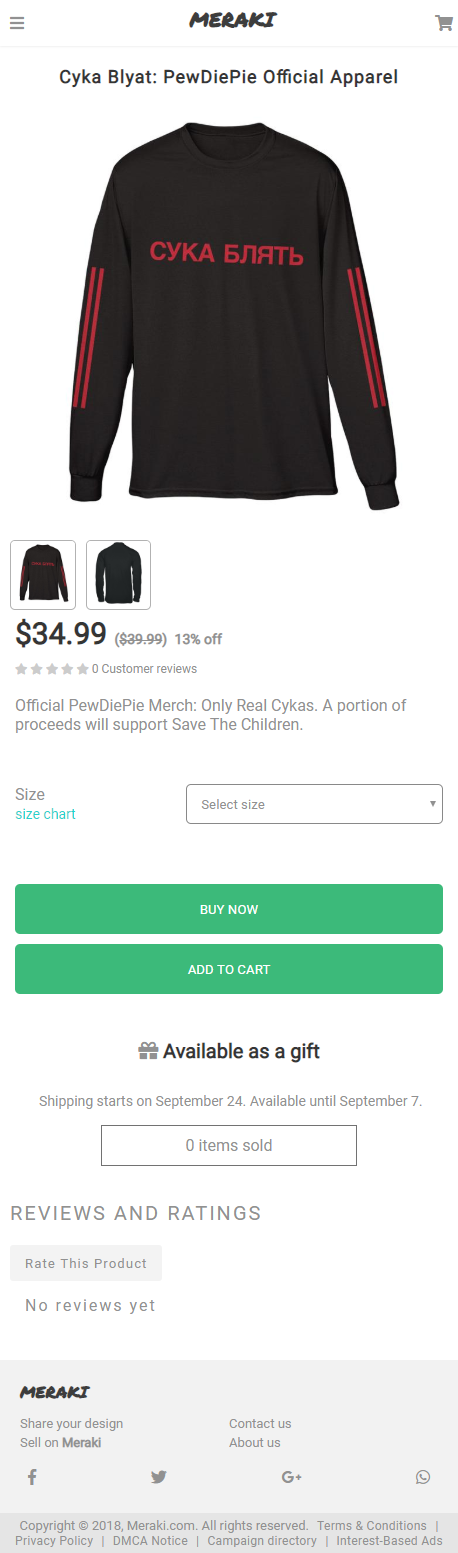 MERAKI
Cyka Blyat: PewDiePie Official Apparel
СУКА БЛЯТЬ
$34.99 ($39.99) 13% off
0 Customer reviews
Official PewDiePie Merch: Only Real Cykas. A portion of
proceeds will support Save The Children.
Size
size chart
Select size
BUY NOW
ADD TO CART
Available as a gift
Shipping starts on September 24. Available until September 7.
0 items sold
REVIEWS AND RATINGS
Rate This Product
No reviews yet
MERAKI
Share your design
Contact us
Sell on Meraki
About us
Copyright © 2018, Meraki.com. All rights reserved. Terms & Conditions |
Privacy Policy | DMCA Notice | Campaign directory | Interest-Based Ads